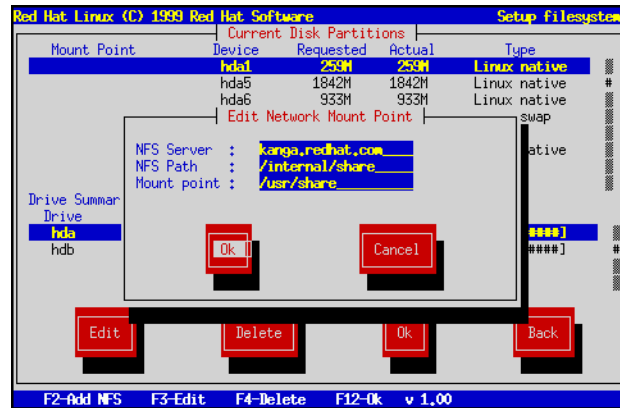 Red Hat Linux (C) 1999 Red Hat Software Setup filesystem
Current Disk Partitions
Mount Point Device Requested Actual Type
hda1 259M 259M Linux native
hda5 1842M 1842M Linux native #
hda6 933M 933M Linux native
Edit Network Mount Point swap
NFS Server : kanga.redhat.com____ ative
NFS Path : /internal/share_____
Mount point : /usr/share__________
Drive Summar
Drive
hda ####]
hdb ####] #
Ok Cancel
Edit Delete Ok Back
F2-Add NFS F3-Edit F4-Delete F12-Ok v 1.00